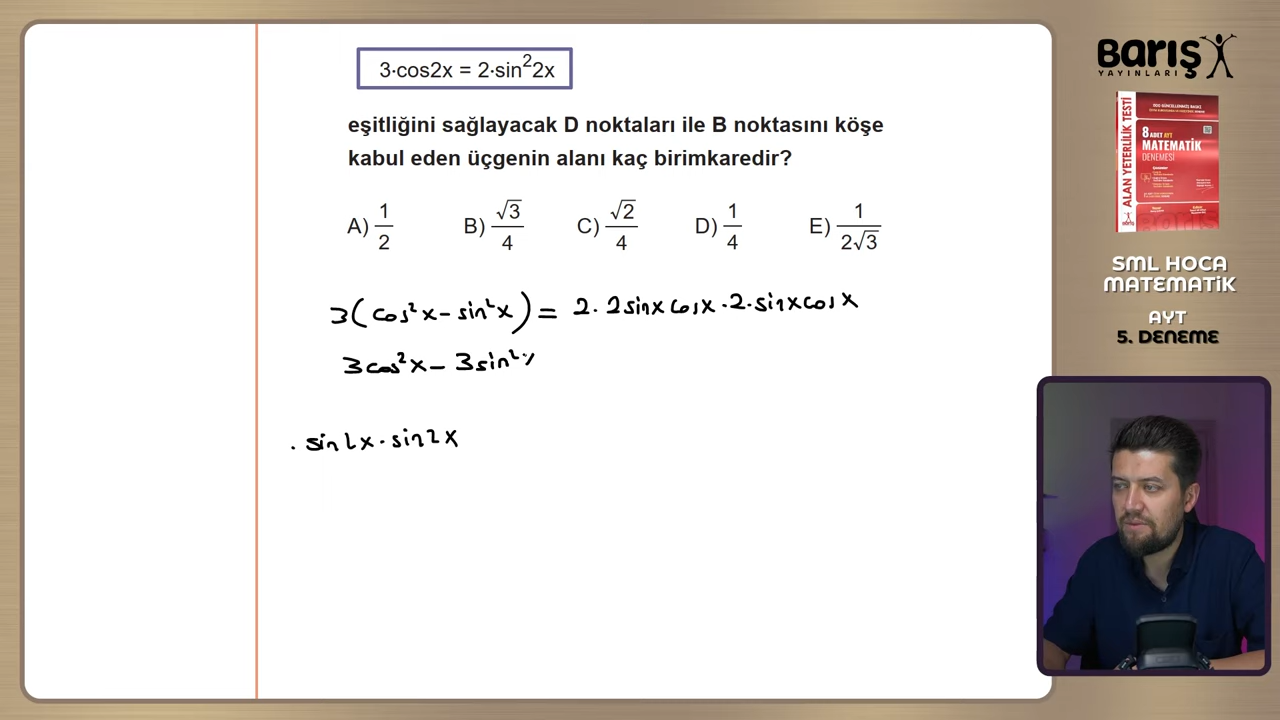 3·cos2x = 2·sin²2x
eşitliğini sağlayacak D noktaları ile B noktasını köşe
kabul eden üçgenin alanı kaç birimkaredir?
A) 1/2 B) √3/4 C) √2/4 D) 1/4 E) 1/2√3
3(cos²x - sin²x) = 2·2sinxcosx·2·sinxcosx
3cos²x - 3sin²x
· sin2x · sin2x
BARIŞ
YAYINLARI
ALAN YETERLİLİK TESTİ
8 ADET AYT
MATEMATİK
DENEMESİ
SML HOCA
MATEMATİK
AYT
5. DENEME